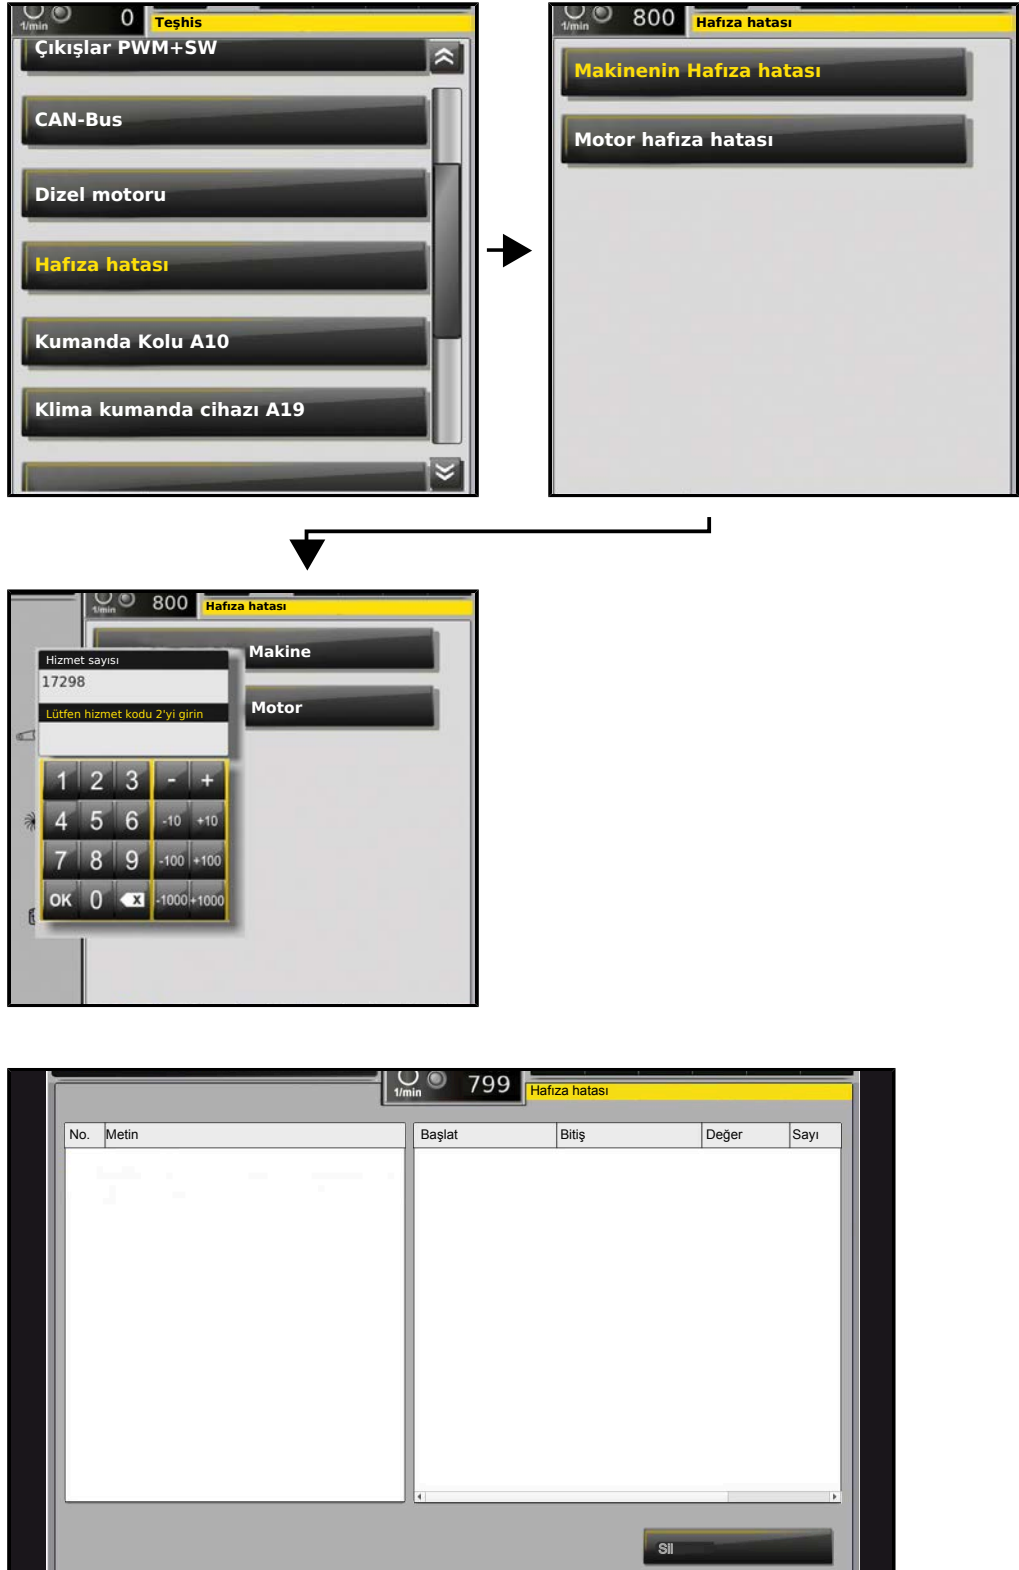 1/min 0 Teşhis
Çıkışlar PWM+SW
CAN-Bus
Dizel motoru
Hafıza hatası
Kumanda Kolu A10
Klima kumanda cihazı A19
1/min 800 Hafıza hatası
Makinenin Hafıza hatası
Motor hafıza hatası
1/min 800 Hafıza hatası
Makine
Motor
Hizmet sayısı
17298
Lütfen hizmet kodu 2'yi girin
1 2 3 - +
4 5 6 -10 +10
7 8 9 -100 +100
OK 0 X -1000 +1000
1/min 799 Hafıza hatası
No. Metin Başlat Bitiş Değer Sayı
Sil